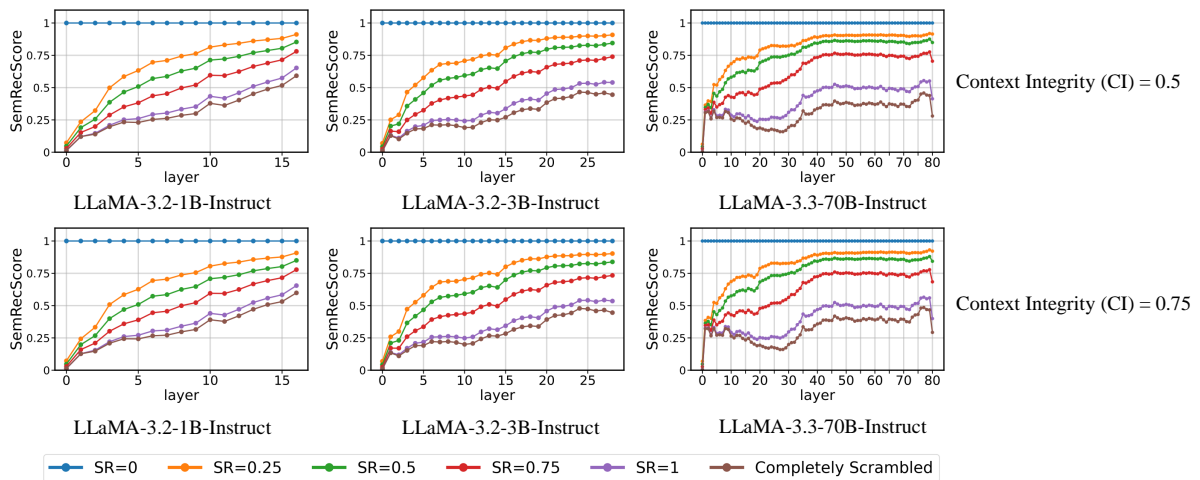 1
0.75
0.5
0.25
0
SemRecScore
0 5 10 15
layer
LLaMA-3.2-1B-Instruct
1
0.75
0.5
0.25
0
SemRecScore
0 5 10 15 20 25
layer
LLaMA-3.2-3B-Instruct
1
0.75
0.5
0.25
0
SemRecScore
0 10 20 30 40 50 60 70 80
layer
LLaMA-3.3-70B-Instruct
Context Integrity (CI) = 0.5
1
0.75
0.5
0.25
0
SemRecScore
0 5 10 15
layer
LLaMA-3.2-1B-Instruct
1
0.75
0.5
0.25
0
SemRecScore
0 5 10 15 20 25
layer
LLaMA-3.2-3B-Instruct
1
0.75
0.5
0.25
0
SemRecScore
0 10 20 30 40 50 60 70 80
layer
LLaMA-3.3-70B-Instruct
Context Integrity (CI) = 0.75
SR=0 SR=0.25 SR=0.5 SR=0.75 SR=1 Completely Scrambled